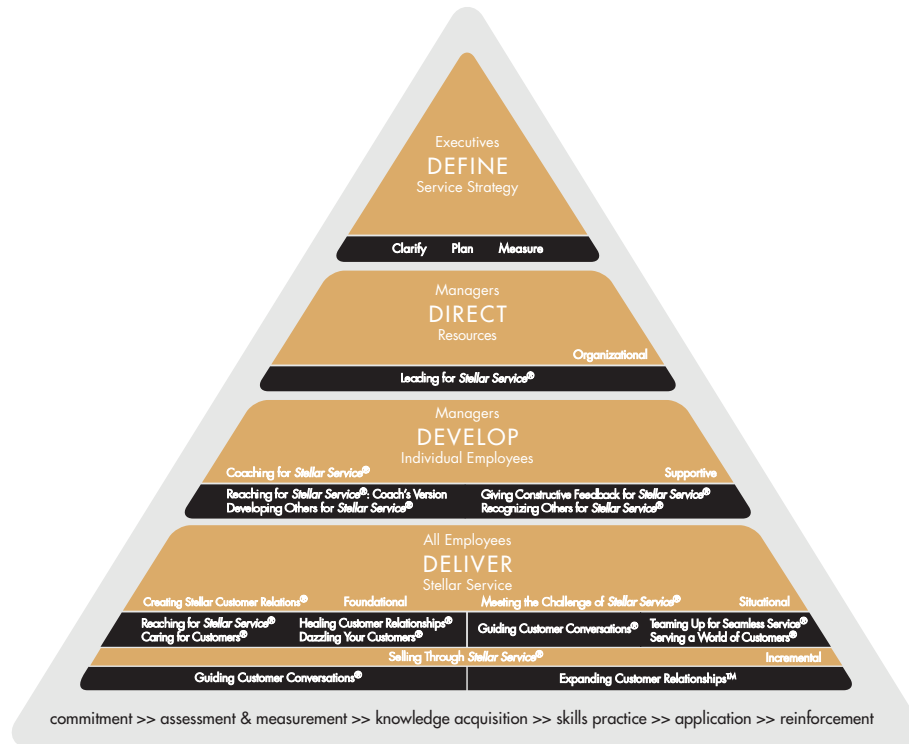 Executives
DEFINE
Service Strategy
Clarify Plan Measure
Managers
DIRECT
Resources
Organizational
Leading for Stellar Service®
Managers
DEVELOP
Individual Employees
Coaching for Stellar Service® Supportive
Reaching for Stellar Service®: Coach's Version Giving Constructive Feedback for Stellar Service®
Developing Others for Stellar Service® Recognizing Others for Stellar Service®
All Employees
DELIVER
Stellar Service
Creating Stellar Customer Relations® Foundational Meeting the Challenge of Stellar Service® Situational
Reaching for Stellar Service® Healing Customer Relationships® Guiding Customer Conversations® Teaming Up for Seamless Service®
Caring for Customers® Dazzling Your Customers® Serving a World of Customers®
Selling Through Stellar Service® Incremental
Guiding Customer Conversations® Expanding Customer Relationships™
commitment >> assessment & measurement >> knowledge acquisition >> skills practice >> application >> reinforcement